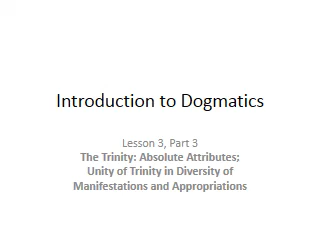 Introduction to Dogmatics
Lesson 3, Part 3
The Trinity: Absolute Attributes;
Unity of Trinity in Diversity of
Manifestations and Appropriations